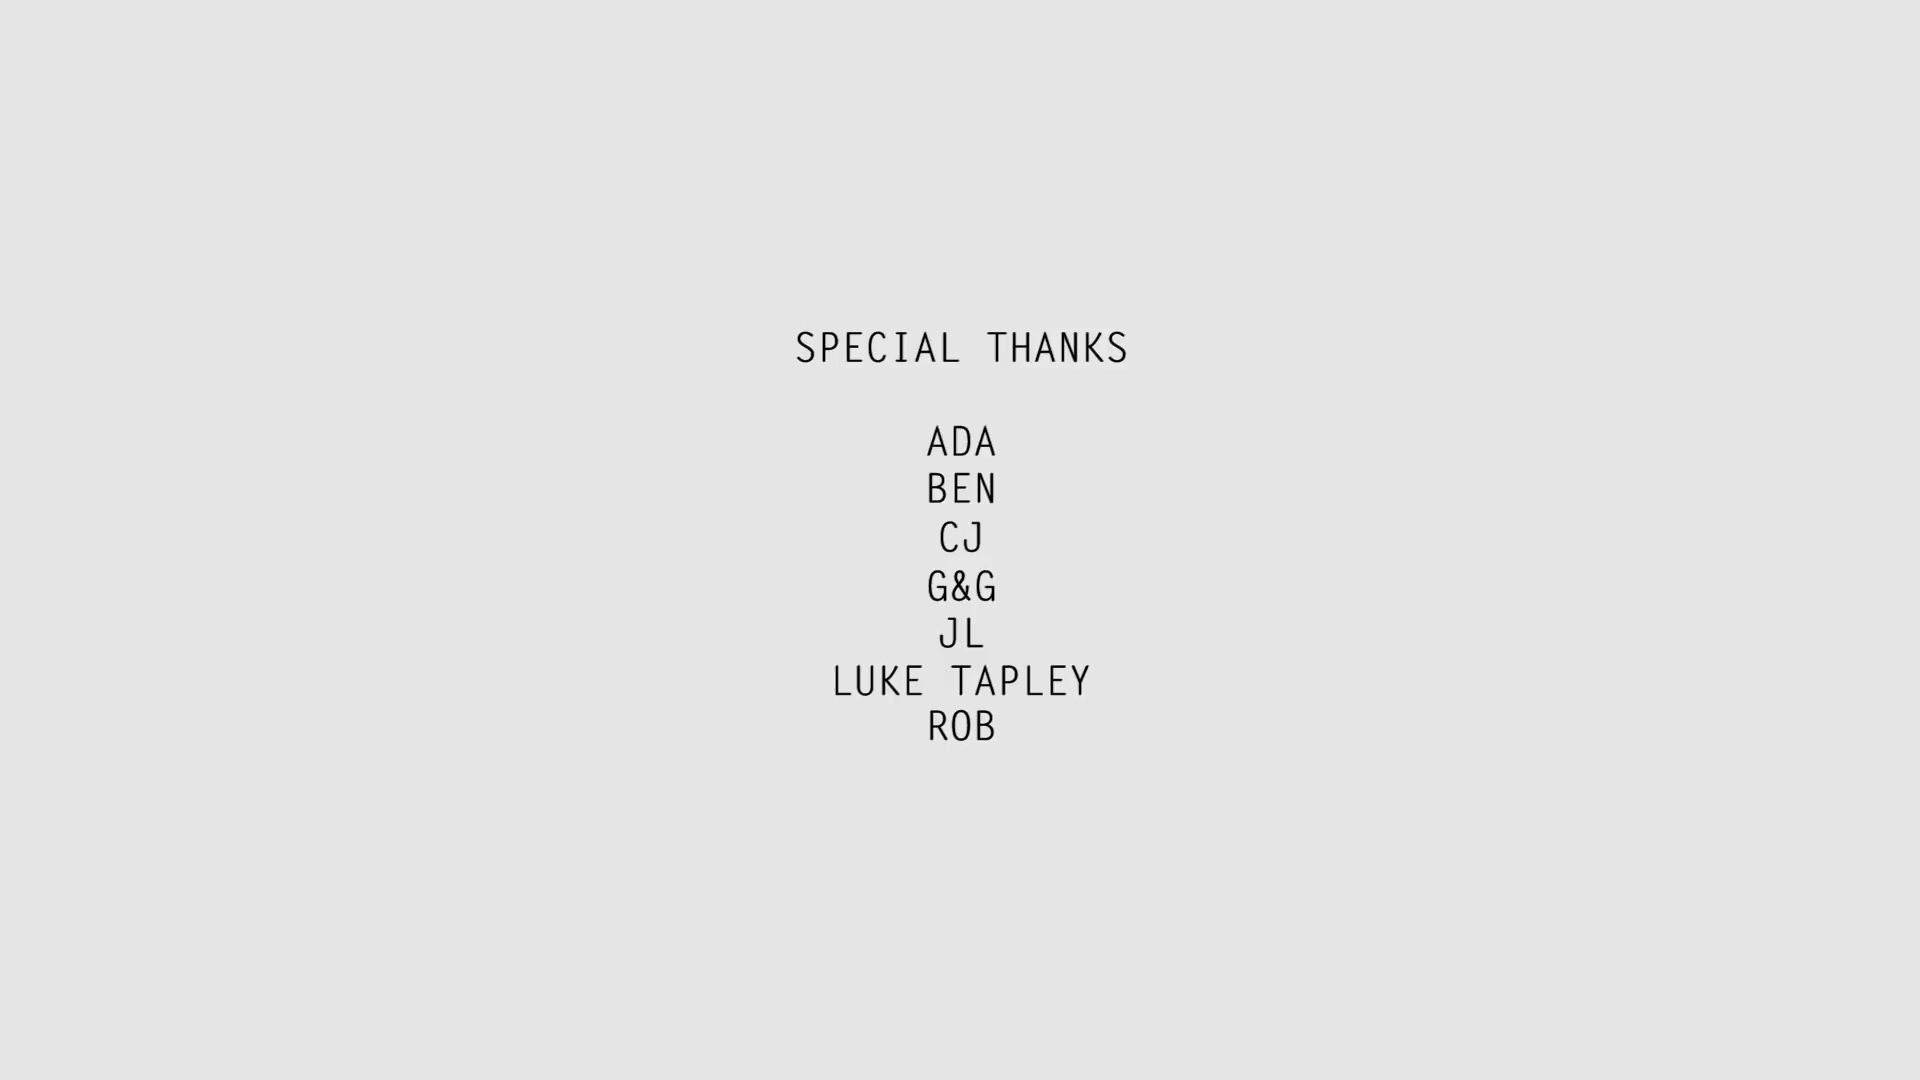 SPECIAL THANKS
ADA
BEN
CJ
G&G
JL
LUKE TAPLEY
ROB